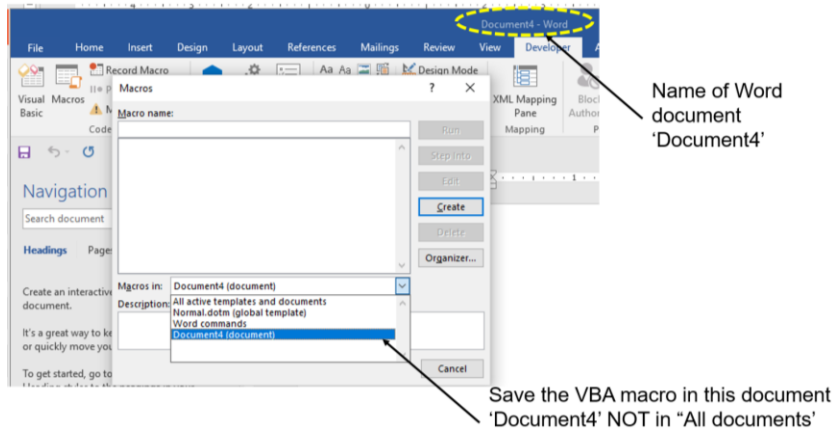 Document4 - Word
File Home Insert Design Layout References Mailings Review View Developer
Record Macro Aa Aa Design Mode
Macros ? X
Visual Basic Macros XML Mapping Pane
Code Mapping
Macro name:
Run
Step Into
Edit
Create
Delete
Organizer...
Navigation
Search document
Headings
Create an interactive
document.
It's a great way to
or quickly move
To get started, go to
Macros in: Document4 (document)
All active templates and documents
Normal.dotm (global template)
Word commands
Document4 (document)
Description:
Cancel
Name of Word
document
‘Document4’
Save the VBA macro in this document
‘Document4’ NOT in “All documents’